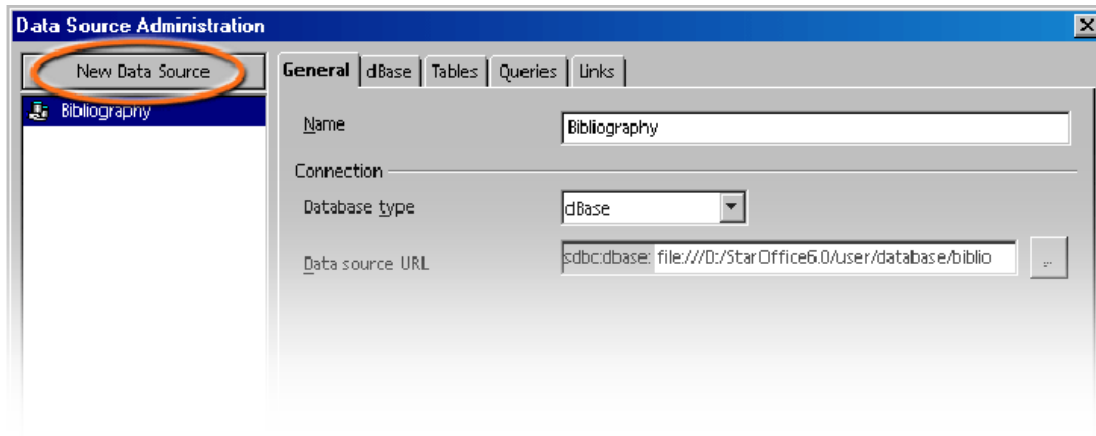 Data Source Administration
New Data Source
Bibliography
General dBase Tables Queries Links
Name Bibliography
Connection
Database type dBase
Data source URL sdbc:dbase: file:///D:/StarOffice6.0/user/database/biblio ...